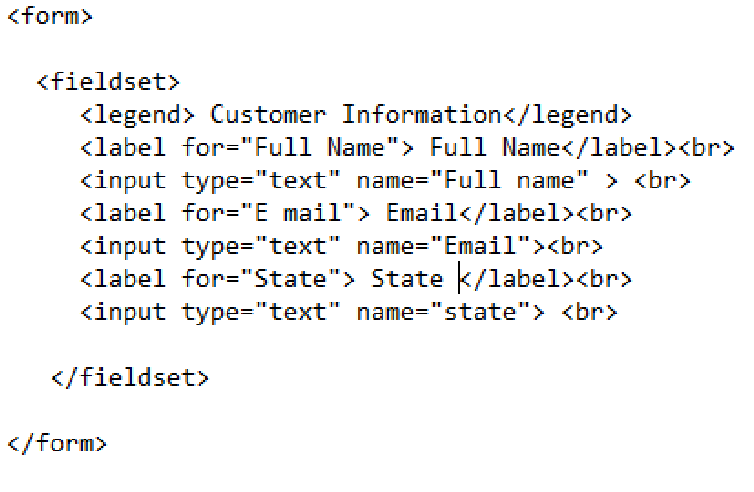 <form>
<fieldset>
<legend> Customer Information</legend>
<label for="Full Name"> Full Name</label><br>
<input type="text" name="Full name" > <br>
<label for="E mail"> Email</label><br>
<input type="text" name="Email"><br>
<label for="State"> State </label><br>
<input type="text" name="state"> <br>
</fieldset>
</form>